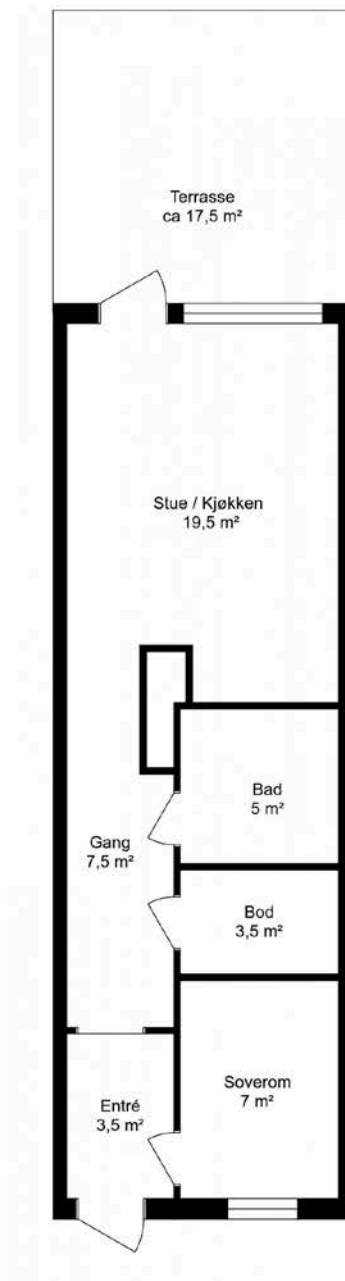 Terrasse
ca 17,5 m²
Stue / Kjøkken
19,5 m²
Bad
5 m²
Gang
7,5 m²
Bod
3,5 m²
Soverom
7 m²
Entré
3,5 m²